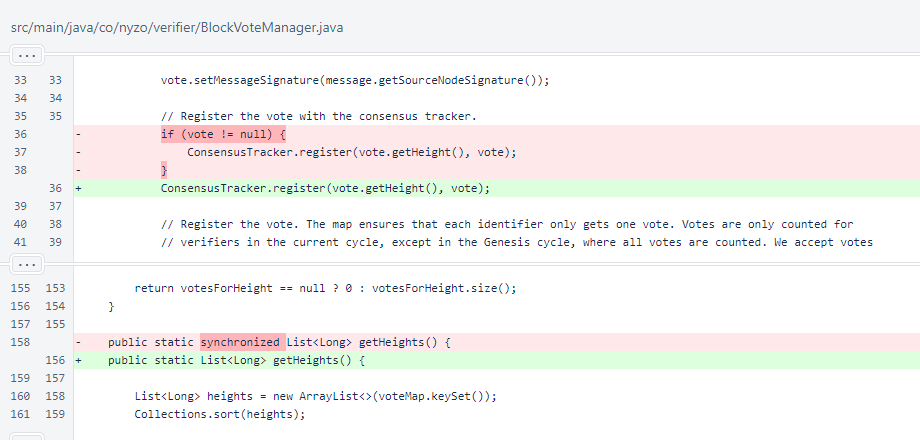 src/main/java/co/nyzo/verifier/BlockVoteManager.java
...
33 33 vote.setMessageSignature(message.getSourceNodeSignature());
34 34
35 35 // Register the vote with the consensus tracker.
36 - if (vote != null) {
37 - ConsensusTracker.register(vote.getHeight(), vote);
38 - }
36 + ConsensusTracker.register(vote.getHeight(), vote);
39 37
40 38 // Register the vote. The map ensures that each identifier only gets one vote. Votes are only counted for
41 39 // verifiers in the current cycle, except in the Genesis cycle, where all votes are counted. We accept votes
...
155 153 return votesForHeight == null ? 0 : votesForHeight.size();
156 154 }
157 155
158 - public static synchronized List<Long> getHeights() {
156 + public static List<Long> getHeights() {
159 157
160 158 List<Long> heights = new ArrayList<>(voteMap.keySet());
161 159 Collections.sort(heights);